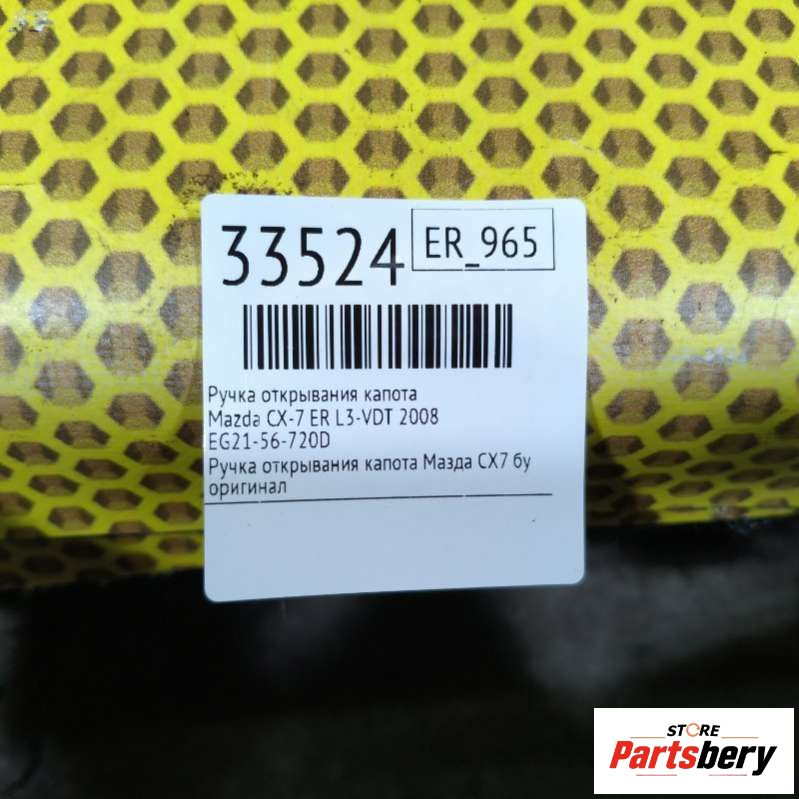 33524
ER_965
Ручка открывания капота
Mazda CX-7 ER L3-VDT 2008
EG21-56-720D
Ручка открывания капота Мазда СХ7 бу
оригинал
STORE
Partsbery